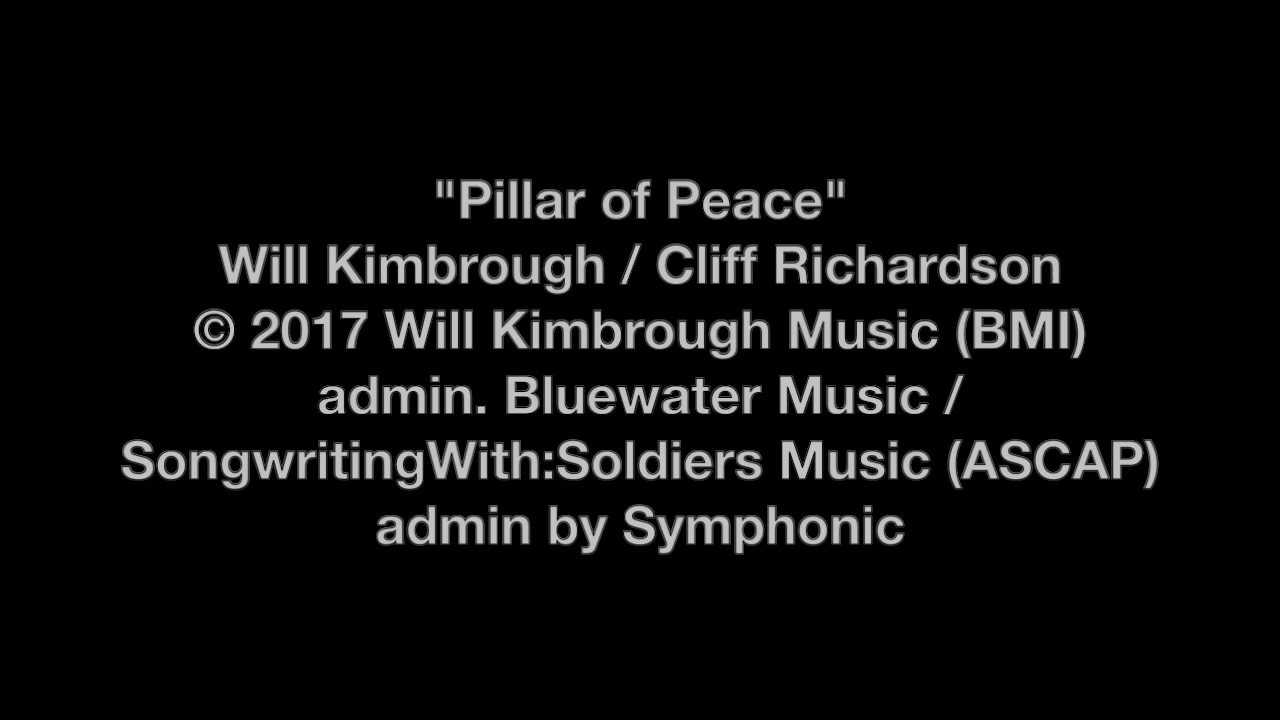 "Pillar of Peace"
Will Kimbrough / Cliff Richardson
© 2017 Will Kimbrough Music (BMI)
admin. Bluewater Music /
SongwritingWith:Soldiers Music (ASCAP)
admin by Symphonic